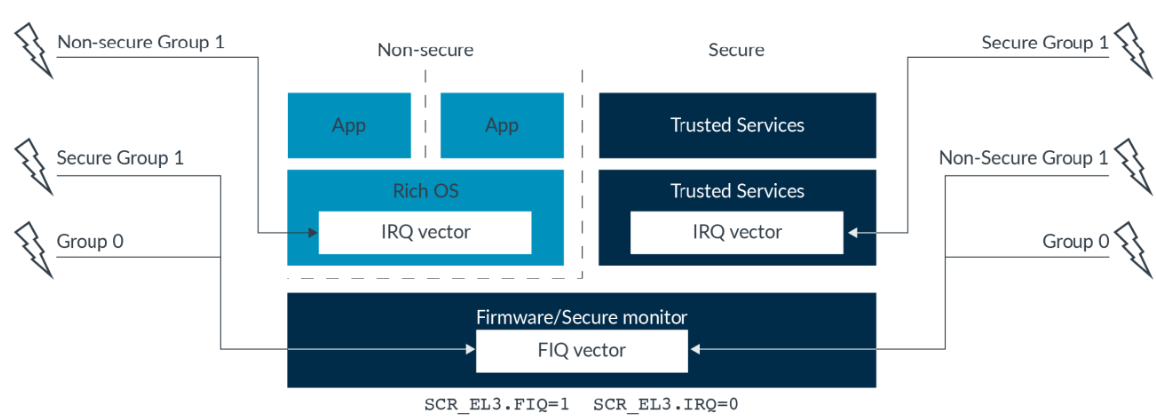 Non-secure Group 1
Non-secure
Secure
Secure Group 1
App
App
Trusted Services
Secure Group 1
Non-Secure Group 1
Rich OS
Trusted Services
IRQ vector
IRQ vector
Group 0
Group 0
Firmware/Secure monitor
FIQ vector
SCR_EL3.FIQ=1 SCR_EL3.IRQ=0